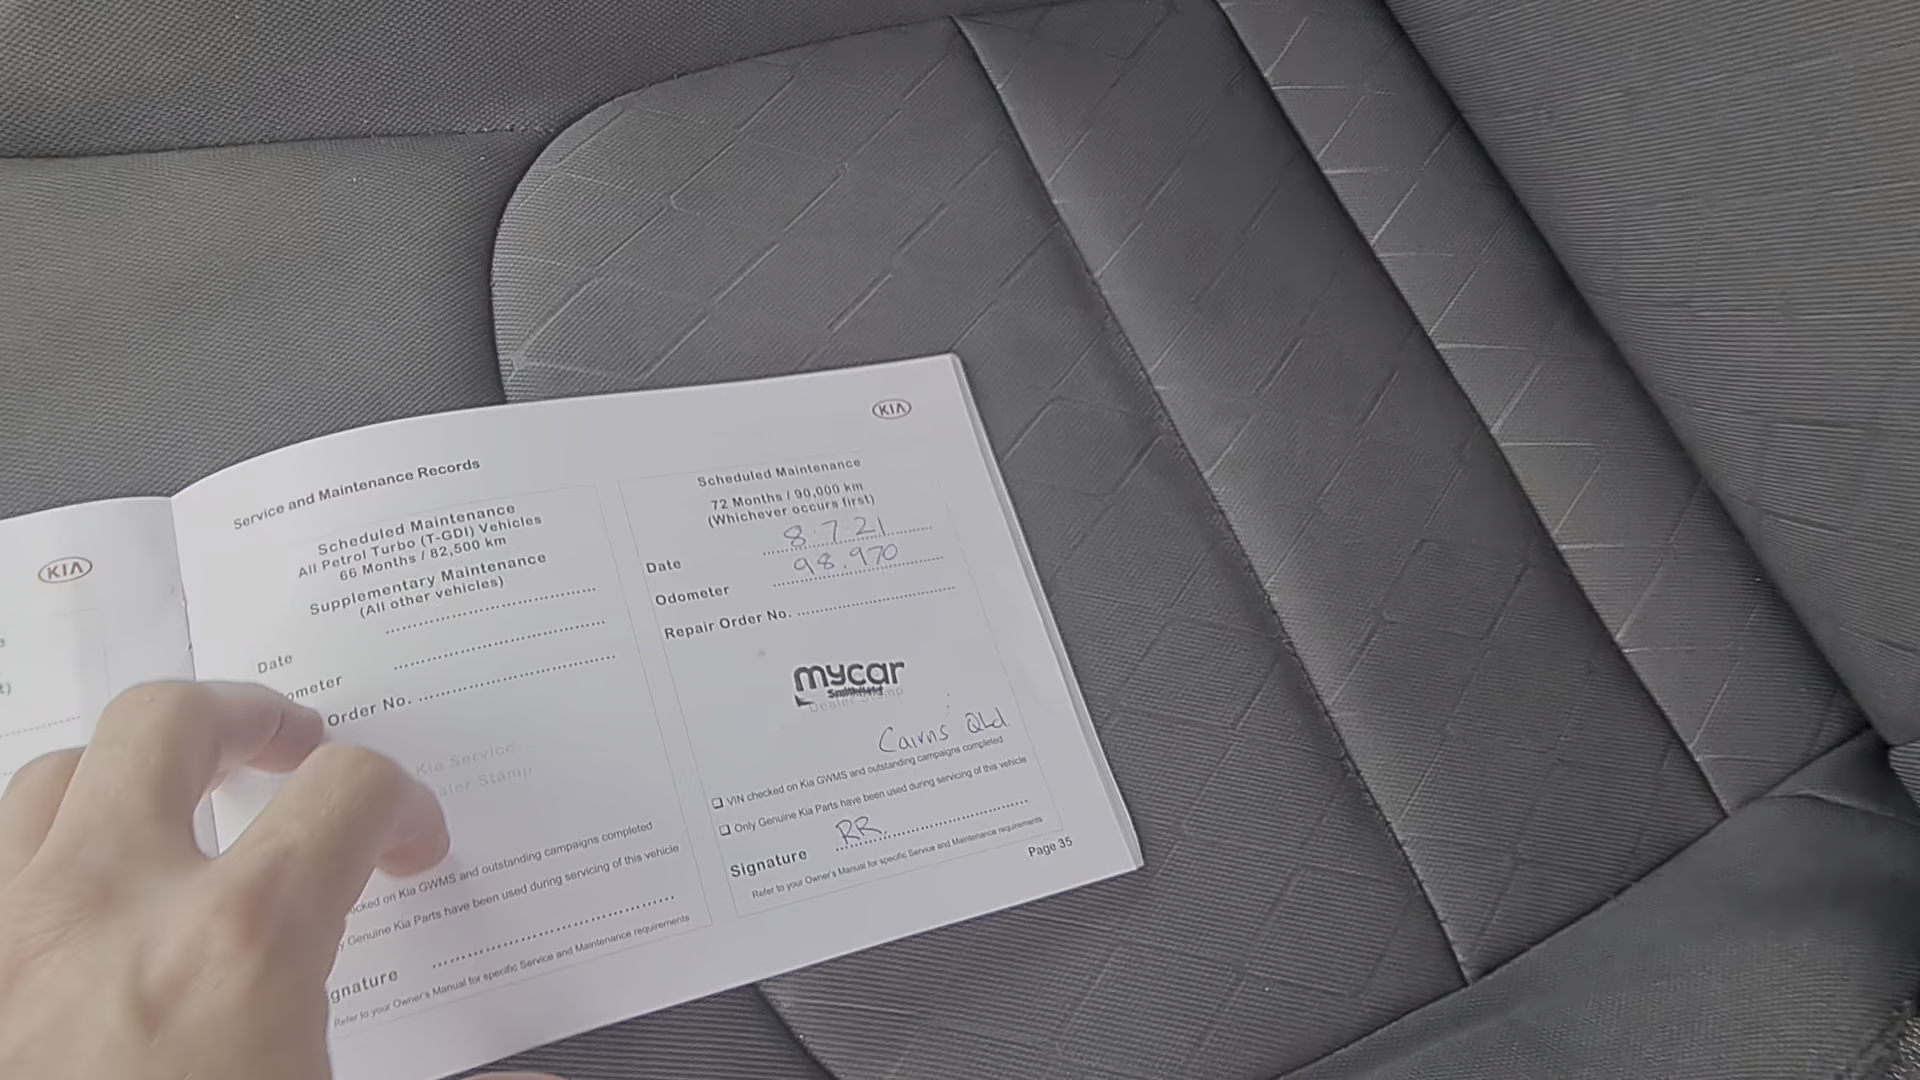 KIA
t)
Service and Maintenance Records
Scheduled Maintenance
All Petrol Turbo (T-GDI) Vehicles
66 Months / 82,500 km
Supplementary Maintenance
(All other vehicles)
Date
ometer
Order No.
Kia Service
aler Stamp
ocked on Kia GWMS and outstanding campaigns completed
y Genuine Kia Parts have been used during servicing of this vehicle
gnature
Refer to your Owner's Manual for specific Service and Maintenance requirements
KIA
Scheduled Maintenance
72 Months / 90,000 km
(Whichever occurs first)
Date 8.7.21
Odometer 98.970
Repair Order No.
mycar
Smithfield
Dealer Stamp
Cairns Qld
VIN checked on Kia GWMS and outstanding campaigns completed
Only Genuine Kia Parts have been used during servicing of this vehicle
Signature RR
Refer to your Owner's Manual for specific Service and Maintenance requirements
Page 35